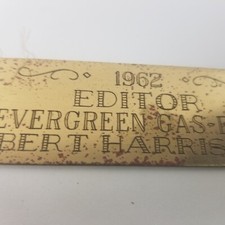 1962
EDITOR
EVERGREEN GAS-E
BERT HARRIS